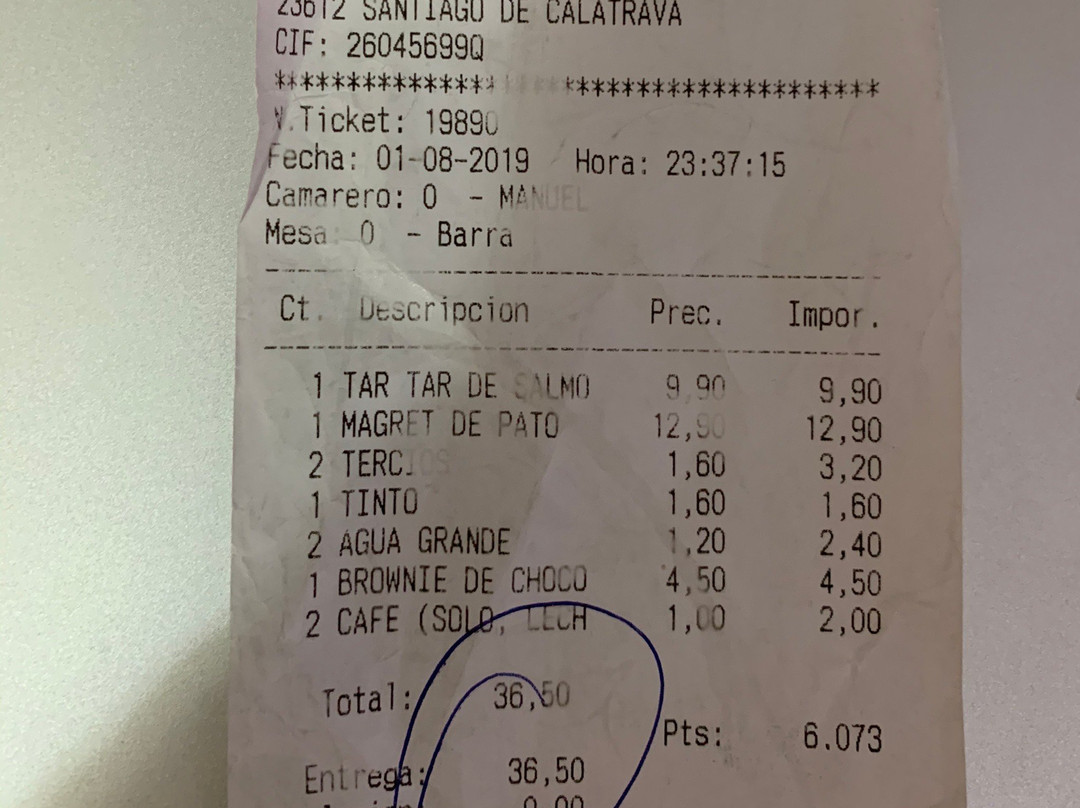 23612 SANTIAGO DE CALATRAVA
CIF: 26045699Q
******************************************
N.Ticket: 19890
Fecha: 01-08-2019 Hora: 23:37:15
Camarero: 0 - MANUEL
Mesa: 0 - Barra
Ct. Descripcion Prec. Impor.
1 TAR TAR DE SALMO 9,90 9,90
1 MAGRET DE PATO 12,90 12,90
2 TERCIOS 1,60 3,20
1 TINTO 1,60 1,60
2 AGUA GRANDE 1,20 2,40
1 BROWNIE DE CHOCO 4,50 4,50
2 CAFE (SOLO, LECH 1,00 2,00
Total: 36,50
Pts: 6.073
Entrega: 36,50
0,00